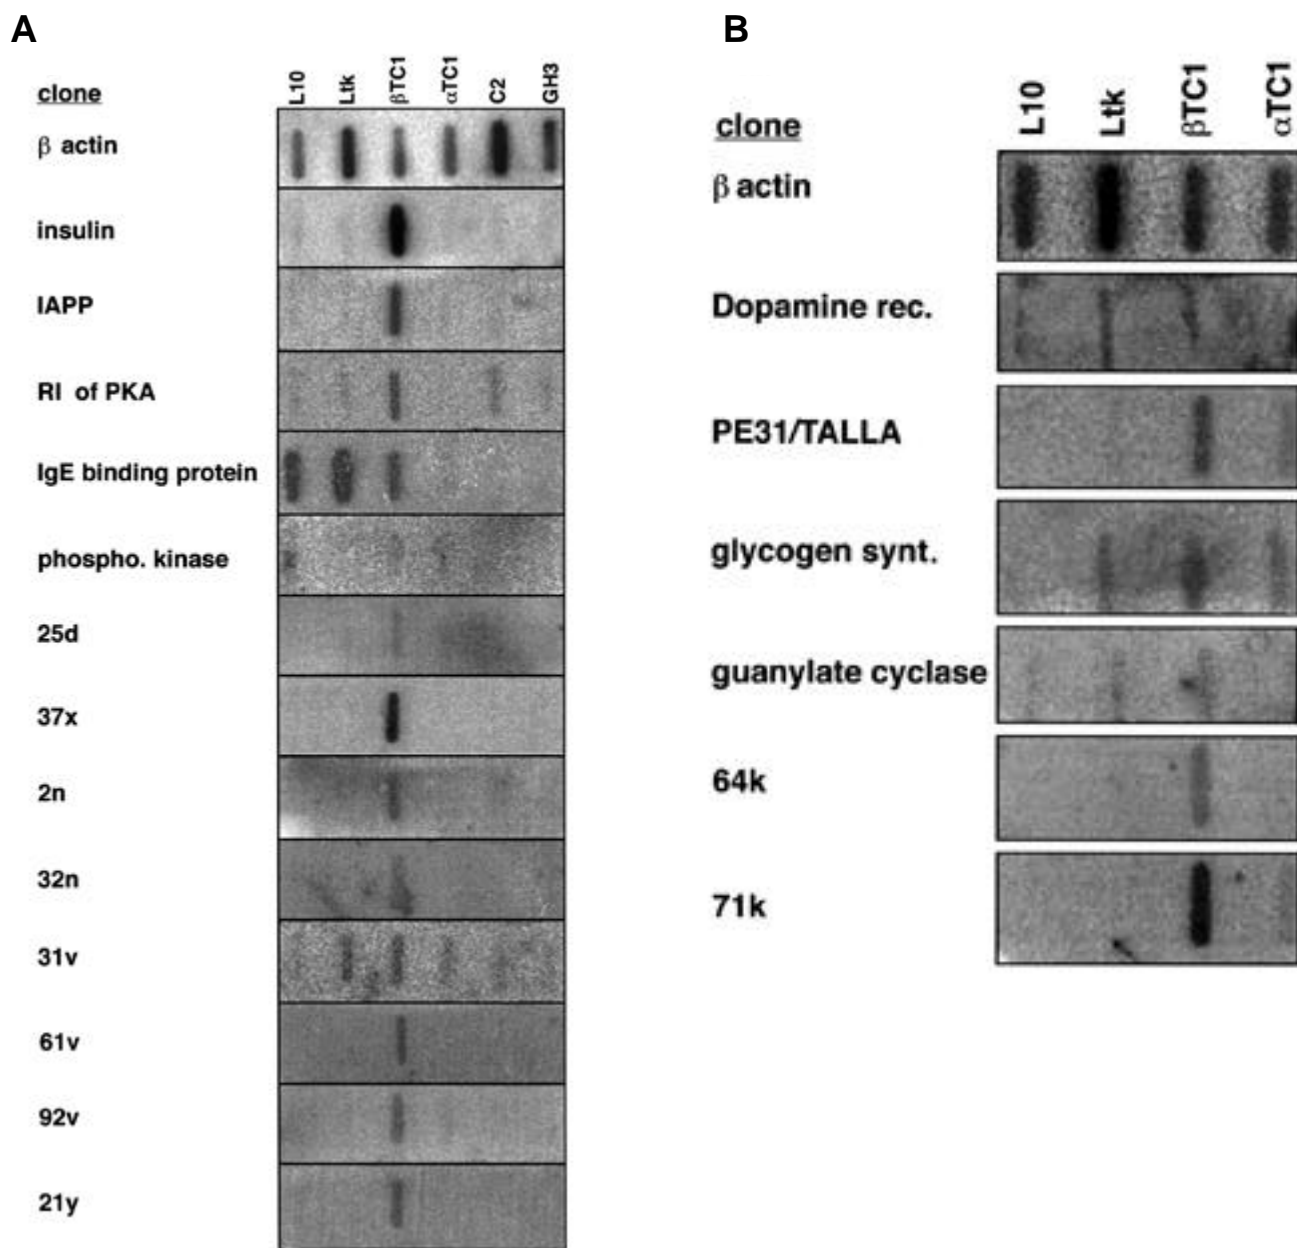 A
clone
L10 Ltk βTC1 αTC1 C2 GH3
β actin
insulin
IAPP
RI of PKA
IgE binding protein
phospho. kinase
25d
37x
2n
32n
31v
61v
92v
21y
B
clone
L10 Ltk βTC1 αTC1
β actin
Dopamine rec.
PE31/TALLA
glycogen synt.
guanylate cyclase
64k
71k